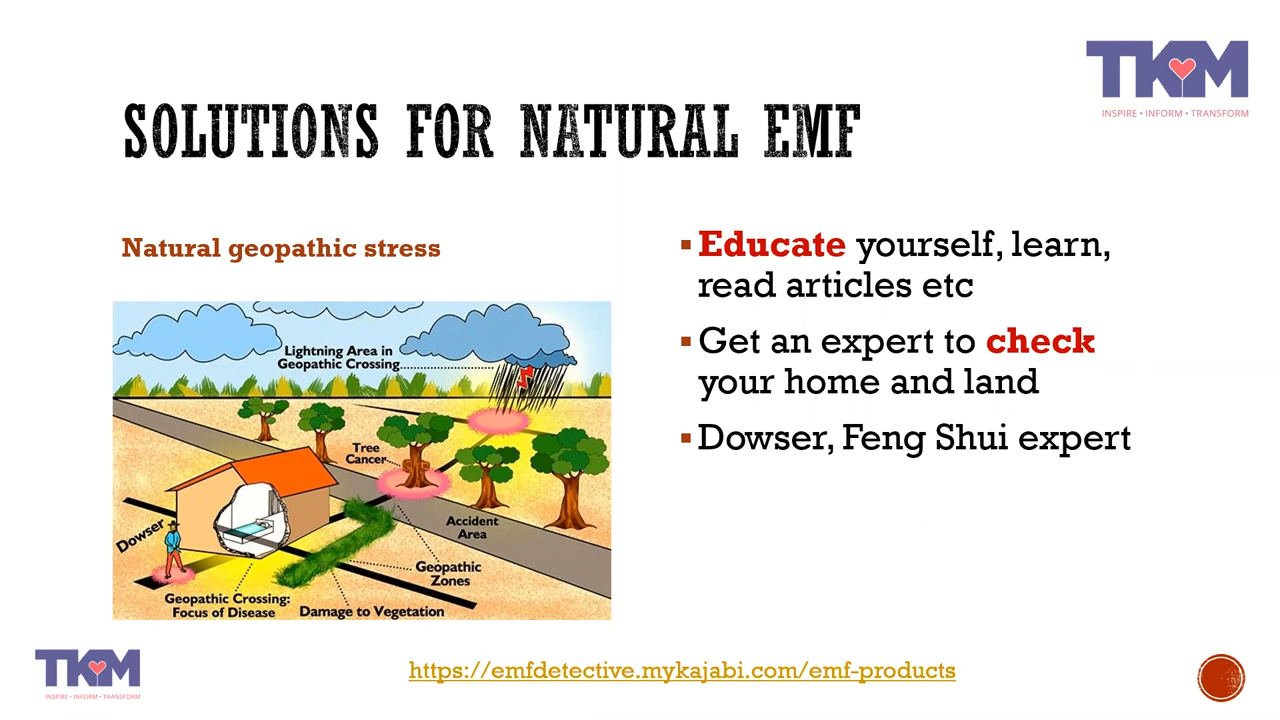 TKM
INSPIRE • INFORM • TRANSFORM
SOLUTIONS FOR NATURAL EMF
Natural geopathic stress
Lightning Area in
Geopathic Crossing
Tree
Cancer
Accident
Area
Dowser
Geopathic
Zones
Geopathic Crossing:
Focus of Disease
Damage to Vegetation
Educate yourself, learn,
read articles etc
Get an expert to check
your home and land
Dowser, Feng Shui expert
TKM
INSPIRE • INFORM • TRANSFORM
https://emfdetective.mykajabi.com/emf-products